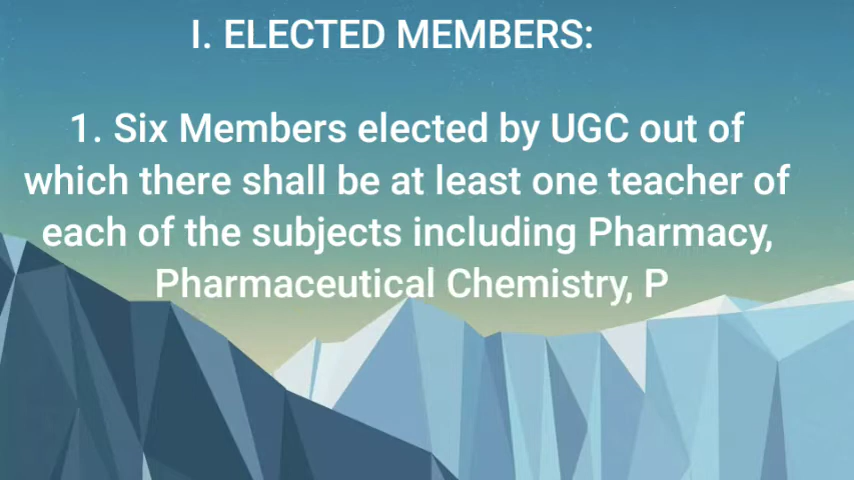 I. ELECTED MEMBERS:
1. Six Members elected by UGC out of
which there shall be at least one teacher of
each of the subjects including Pharmacy,
Pharmaceutical Chemistry, P